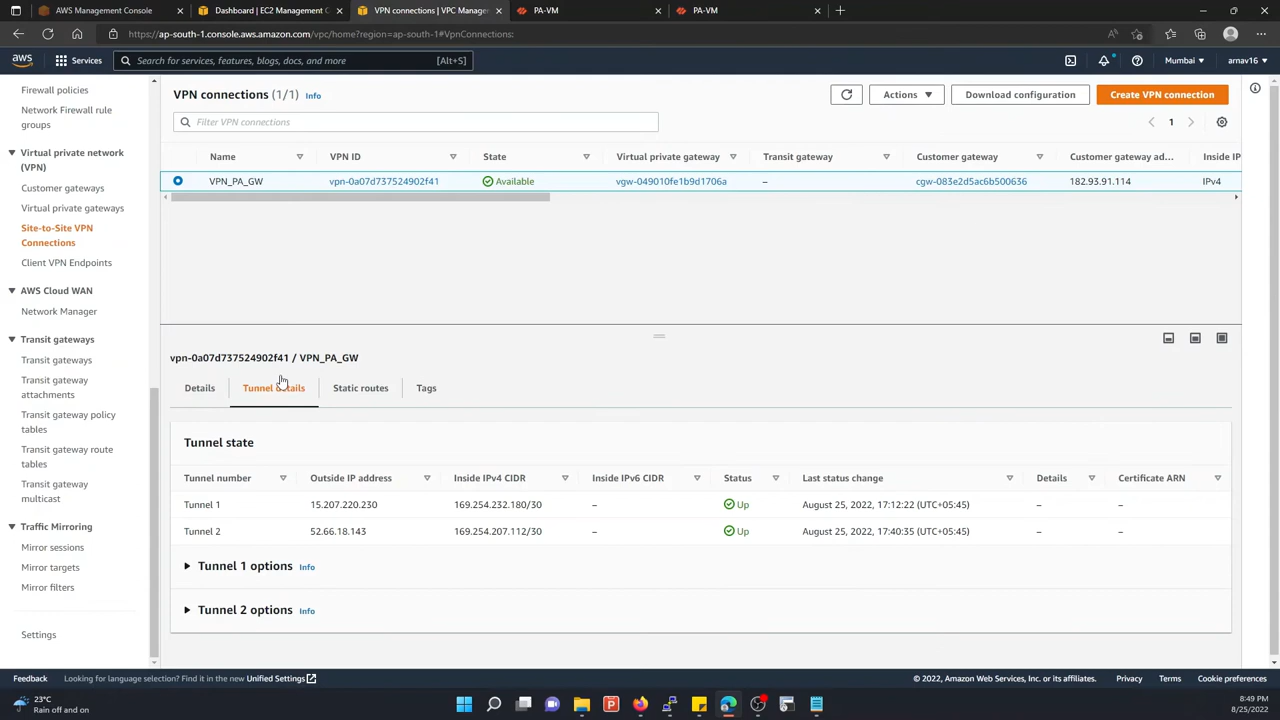 AWS Management Console
Dashboard | EC2 Management C
VPN connections | VPC Manager
PA-VM
PA-VM
https://ap-south-1.console.aws.amazon.com/vpc/home?region=ap-south-1#VpnConnections:
aws
Services
Search for services, features, blogs, docs, and more
[Alt+S]
Mumbai
arnav16
Firewall policies
Network Firewall rule
groups
Virtual private network
(VPN)
Customer gateways
Virtual private gateways
Site-to-Site VPN
Connections
Client VPN Endpoints
AWS Cloud WAN
Network Manager
Transit gateways
Transit gateways
Transit gateway
attachments
Transit gateway policy
tables
Transit gateway route
tables
Transit gateway
multicast
Traffic Mirroring
Mirror sessions
Mirror targets
Mirror filters
Settings
VPN connections (1/1) Info
Actions
Download configuration
Create VPN connection
Filter VPN connections
1
Name VPN ID State Virtual private gateway Transit gateway Customer gateway Customer gateway ad... Inside IP
VPN_PA_GW vpn-0a07d737524902f41 Available vgw-049010fe1b9d1706a – cgw-083e2d5ac6b500636 182.93.91.114 IPv4
vpn-0a07d737524902f41 / VPN_PA_GW
Details Tunnel details Static routes Tags
Tunnel state
Tunnel number Outside IP address Inside IPv4 CIDR Inside IPv6 CIDR Status Last status change Details Certificate ARN
Tunnel 1 15.207.220.230 169.254.232.180/30 – Up August 25, 2022, 17:12:22 (UTC+05:45) – –
Tunnel 2 52.66.18.143 169.254.207.112/30 – Up August 25, 2022, 17:40:35 (UTC+05:45) – –
Tunnel 1 options Info
Tunnel 2 options Info
Feedback Looking for language selection? Find it in the new Unified Settings © 2022, Amazon Web Services, Inc. or its affiliates. Privacy Terms Cookie preferences
23°C
Rain off and on
8:49 PM
8/25/2022